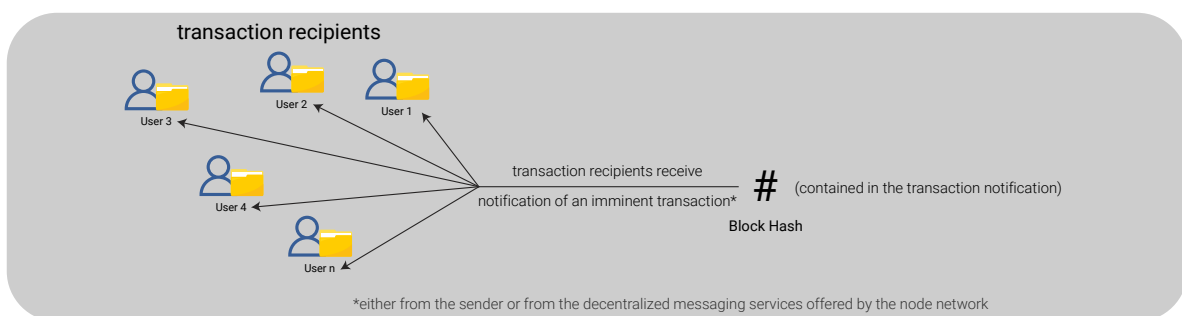 transaction recipients
User 1
User 2
User 3
User 4
User n
transaction recipients receive
notification of an imminent transaction*
#
Block Hash
(contained in the transaction notification)
*either from the sender or from the decentralized messaging services offered by the node network